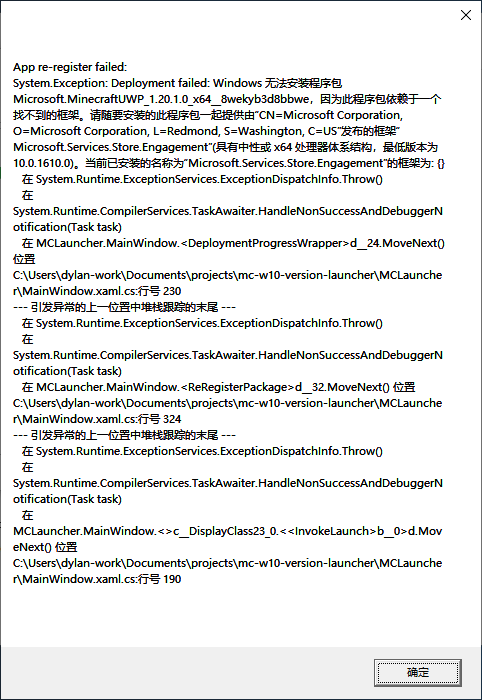 App re-register failed:
System.Exception: Deployment failed: Windows 无法安装程序包
Microsoft.MinecraftUWP_1.20.1.0_x64__8wekyb3d8bbwe，因为此程序包依赖于一个
找不到的框架。请随要安装的此程序包一起提供由"CN=Microsoft Corporation,
O=Microsoft Corporation, L=Redmond, S=Washington, C=US"发布的框架"
Microsoft.Services.Store.Engagement"(具有中性或 x64 处理器体系结构，最低版本为
10.0.1610.0)。当前已安装的名称为"Microsoft.Services.Store.Engagement"的框架为: {}
在 System.Runtime.ExceptionServices.ExceptionDispatchInfo.Throw()
在
System.Runtime.CompilerServices.TaskAwaiter.HandleNonSuccessAndDebuggerN
otification(Task task)
在 MCLauncher.MainWindow.<DeploymentProgressWrapper>d__24.MoveNext()
位置
C:\Users\dylan-work\Documents\projects\mc-w10-version-launcher\MCLaunche
r\MainWindow.xaml.cs:行号 230
--- 引发异常的上一位置中堆栈跟踪的末尾 ---
在 System.Runtime.ExceptionServices.ExceptionDispatchInfo.Throw()
在
System.Runtime.CompilerServices.TaskAwaiter.HandleNonSuccessAndDebuggerN
otification(Task task)
在 MCLauncher.MainWindow.<ReRegisterPackage>d__32.MoveNext() 位置
C:\Users\dylan-work\Documents\projects\mc-w10-version-launcher\MCLaunche
r\MainWindow.xaml.cs:行号 324
--- 引发异常的上一位置中堆栈跟踪的末尾 ---
在 System.Runtime.ExceptionServices.ExceptionDispatchInfo.Throw()
在
System.Runtime.CompilerServices.TaskAwaiter.HandleNonSuccessAndDebuggerN
otification(Task task)
在
MCLauncher.MainWindow.<>c__DisplayClass23_0.<<InvokeLaunch>b__0>d.Mov
eNext() 位置
C:\Users\dylan-work\Documents\projects\mc-w10-version-launcher\MCLaunche
r\MainWindow.xaml.cs:行号 190
确定